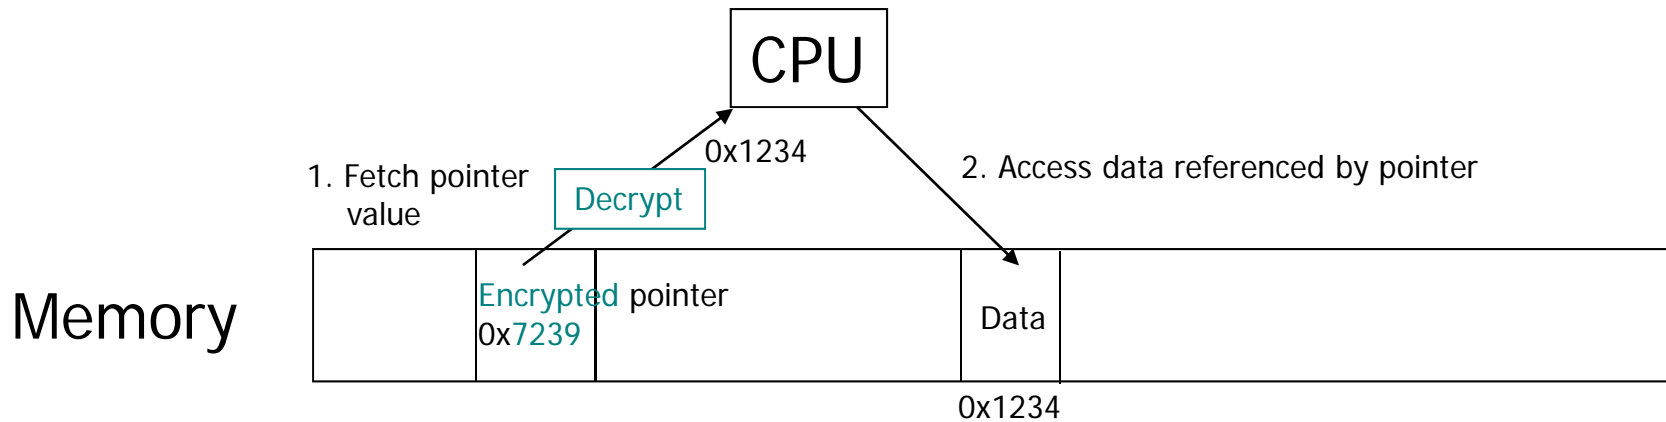 CPU
0x1234
1. Fetch pointer
value
Decrypt
2. Access data referenced by pointer
Memory
Encrypted pointer
0x7239
Data
0x1234